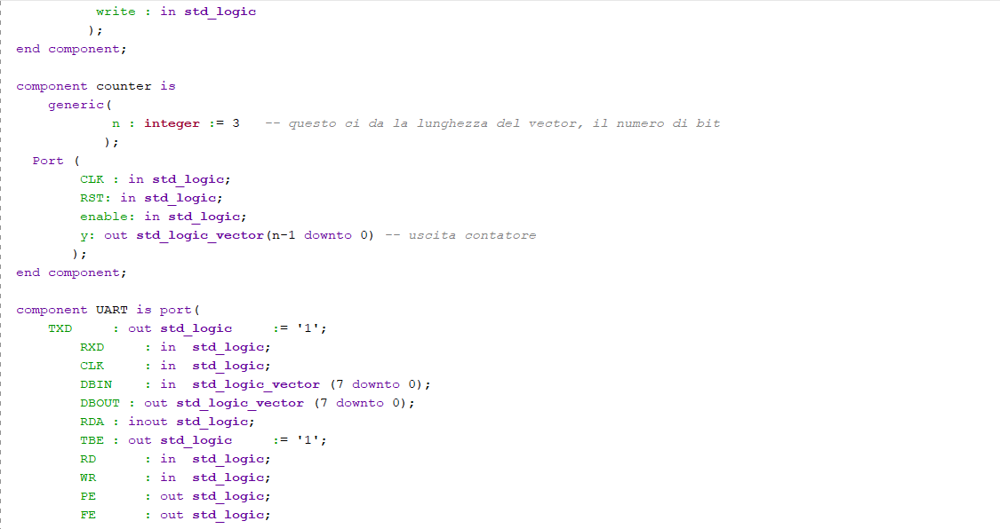 write : in std_logic
);
end component;
component counter is
generic(
n : integer := 3   -- questo ci da la lunghezza del vector, il numero di bit
);
Port (
CLK : in std_logic;
RST: in std_logic;
enable: in std_logic;
y: out std_logic_vector(n-1 downto 0) -- uscita contatore
);
end component;
component UART is port(
TXD     : out std_logic     := '1';
RXD     : in  std_logic;
CLK     : in  std_logic;
DBIN    : in  std_logic_vector (7 downto 0);
DBOUT : out std_logic_vector (7 downto 0);
RDA : inout std_logic;
TBE : out std_logic     := '1';
RD      : in  std_logic;
WR      : in  std_logic;
PE      : out std_logic;
FE      : out std_logic;